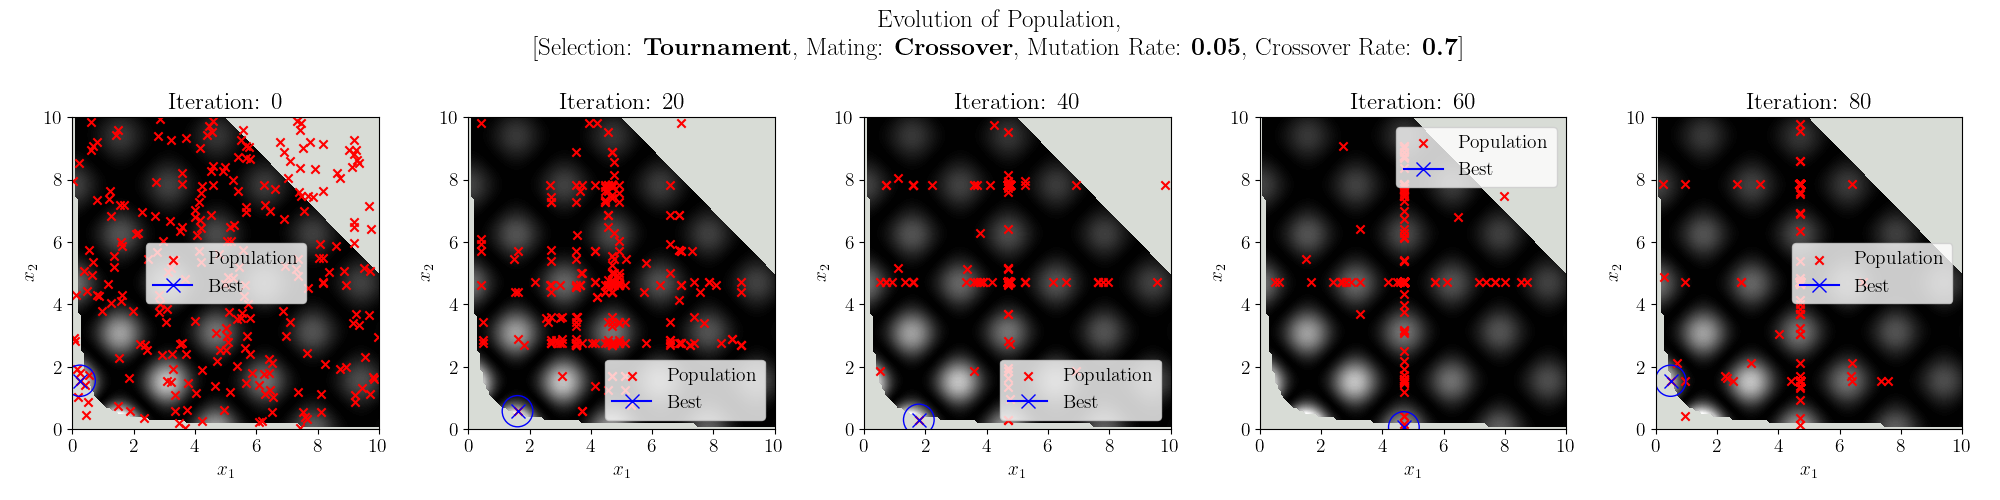 Evolution of Population,
[Selection: Tournament, Mating: Crossover, Mutation Rate: 0.05, Crossover Rate: 0.7]
Iteration: 0
10
8
6
4
2
0
x2
0 2 4 6 8 10
x1
Population
Best
Iteration: 20
10
8
6
4
2
0
x2
0 2 4 6 8 10
x1
Population
Best
Iteration: 40
10
8
6
4
2
0
x2
0 2 4 6 8 10
x1
Population
Best
Iteration: 60
10
8
6
4
2
0
x2
0 2 4 6 8 10
x1
Population
Best
Iteration: 80
10
8
6
4
2
0
x2
0 2 4 6 8 10
x1
Population
Best